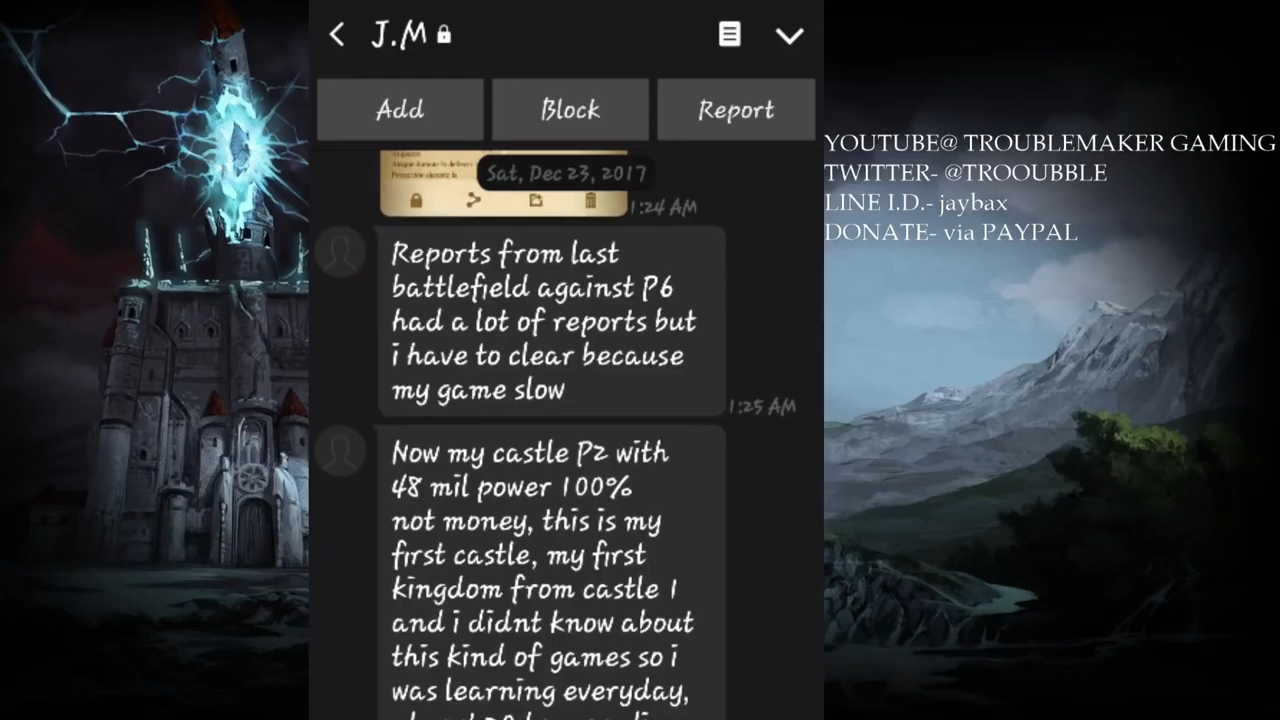 J.M
Add
Block
Report
Sat, Dec 23, 2017
1:24 AM
Reports from last
battlefield against P6
had a lot of reports but
i have to clear because
my game slow
1:25 AM
Now my castle P2 with
48 mil power 100%
not money, this is my
first castle, my first
kingdom from castle 1
and i didnt know about
this kind of games so i
was learning everyday,
YOUTUBE@ TROUBLEMAKER GAMING
TWITTER- @TROOUBBLE
LINE I.D.- jaybax
DONATE- via PAYPAL